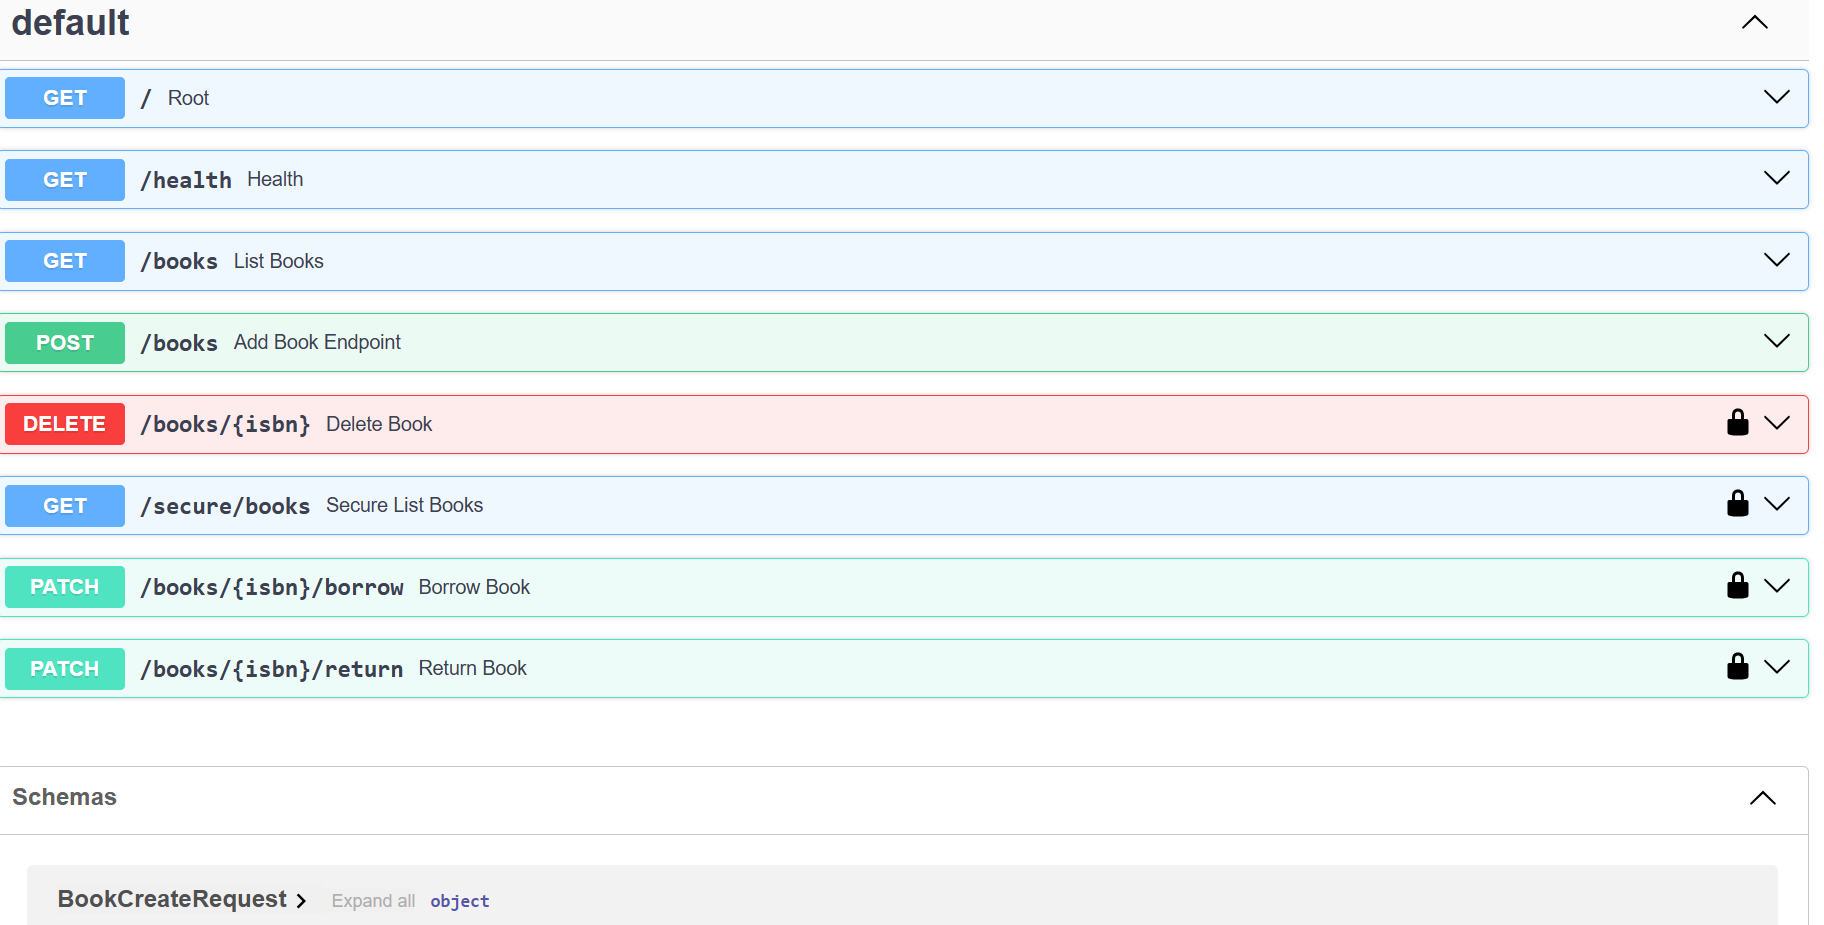 default
GET / Root
GET /health Health
GET /books List Books
POST /books Add Book Endpoint
DELETE /books/{isbn} Delete Book
GET /secure/books Secure List Books
PATCH /books/{isbn}/borrow Borrow Book
PATCH /books/{isbn}/return Return Book
Schemas
BookCreateRequest Expand all object